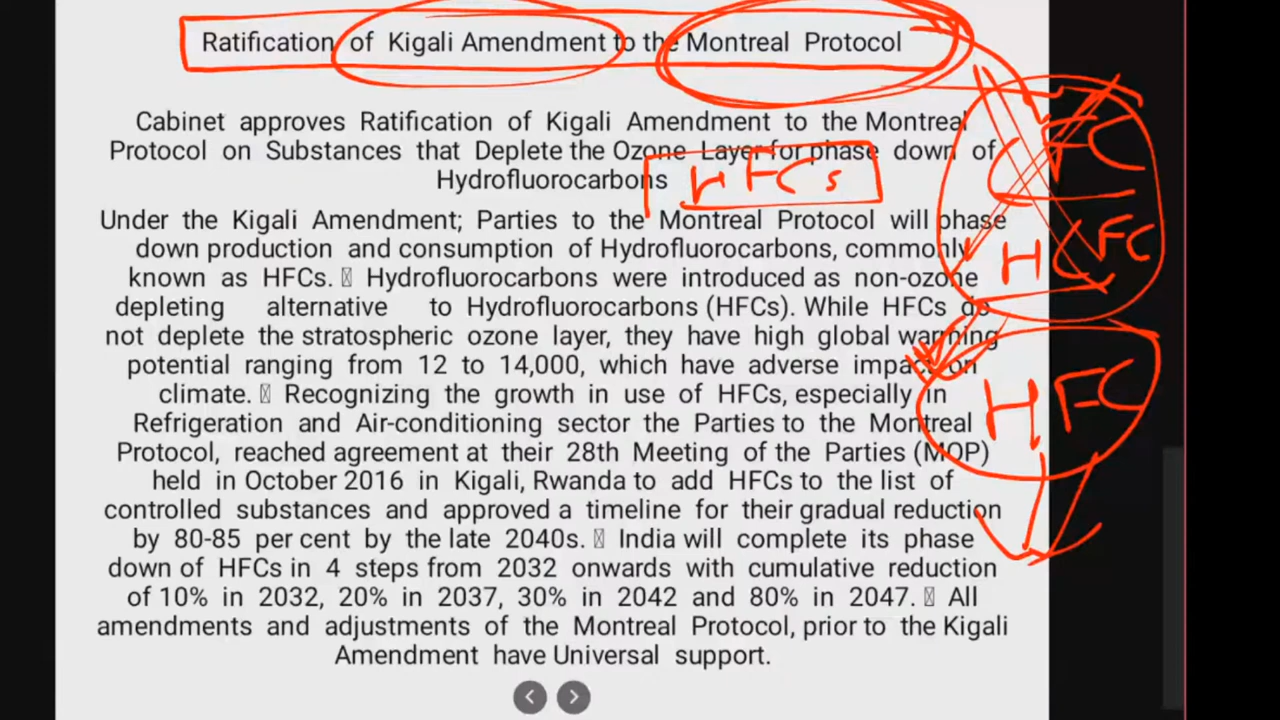 Ratification of Kigali Amendment to the Montreal Protocol
Cabinet approves Ratification of Kigali Amendment to the Montreal
Protocol on Substances that Deplete the Ozone Layer for phase down of
Hydrofluorocarbons HFCs
Under the Kigali Amendment; Parties to the Montreal Protocol will phase
down production and consumption of Hydrofluorocarbons, commonly
known as HFCs. Hydrofluorocarbons were introduced as non-ozone
depleting alternative to Hydrofluorocarbons (HFCs). While HFCs do
not deplete the stratospheric ozone layer, they have high global warming
potential ranging from 12 to 14,000, which have adverse impact on
climate. Recognizing the growth in use of HFCs, especially in
Refrigeration and Air-conditioning sector the Parties to the Montreal
Protocol, reached agreement at their 28th Meeting of the Parties (MOP)
held in October 2016 in Kigali, Rwanda to add HFCs to the list of
controlled substances and approved a timeline for their gradual reduction
by 80-85 per cent by the late 2040s. India will complete its phase
down of HFCs in 4 steps from 2032 onwards with cumulative reduction
of 10% in 2032, 20% in 2037, 30% in 2042 and 80% in 2047. All
amendments and adjustments of the Montreal Protocol, prior to the Kigali
Amendment have Universal support.
CFC
HCFC
HFC